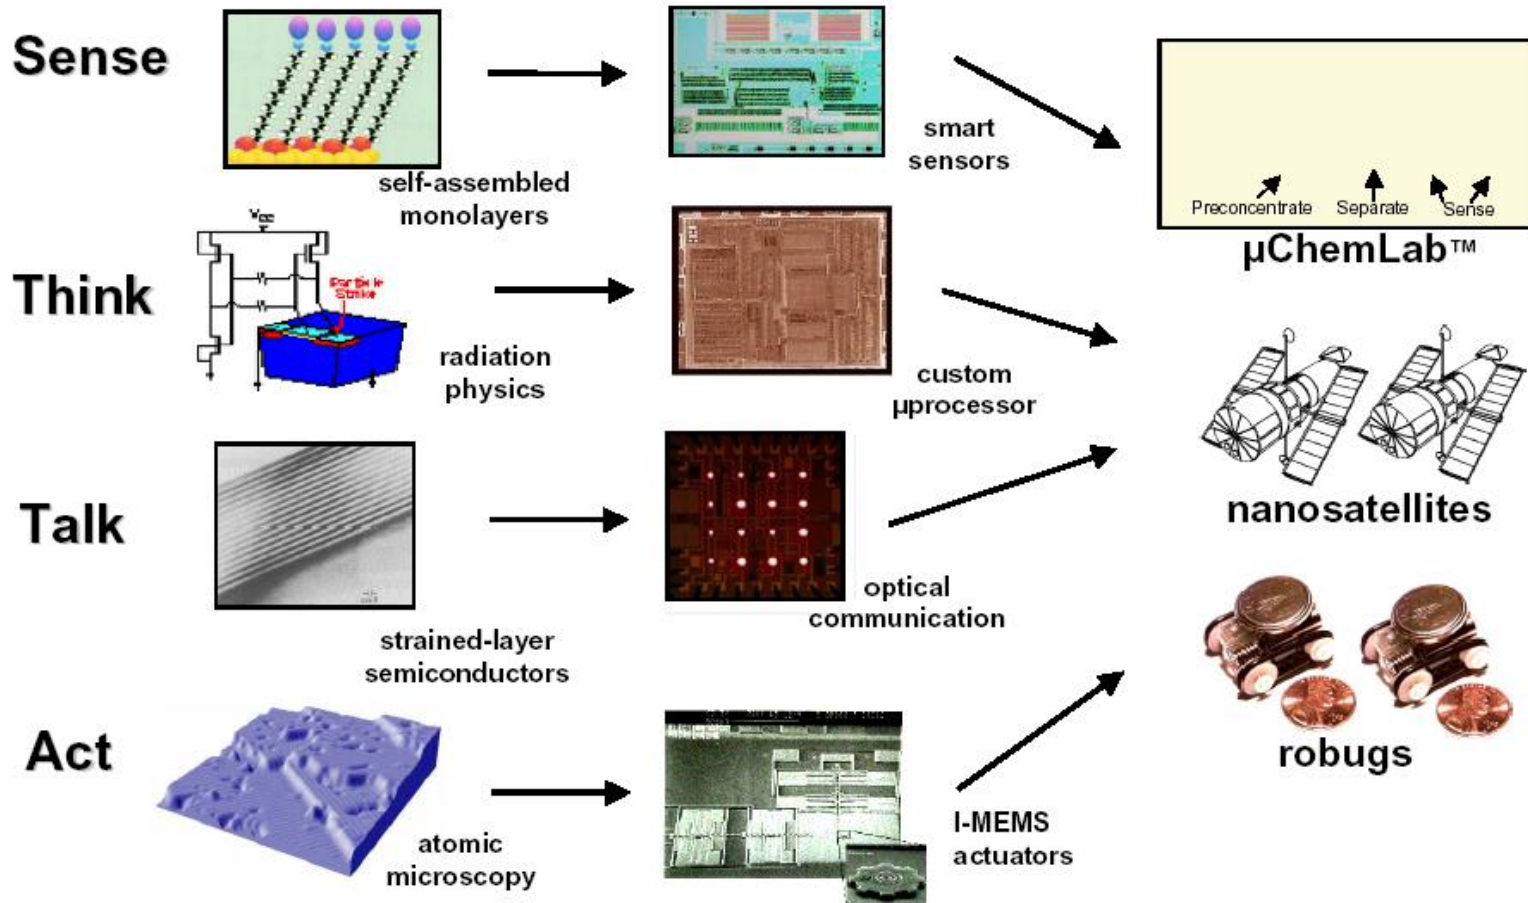 Sense
self-assembled
monolayers
smart
sensors
Preconcentrate
Separate
Sense
µChemLab™
Think
Particle
Strike
radiation
physics
custom
µprocessor
nanosatellites
Talk
strained-layer
semiconductors
optical
communication
robugs
Act
atomic
microscopy
I-MEMS
actuators